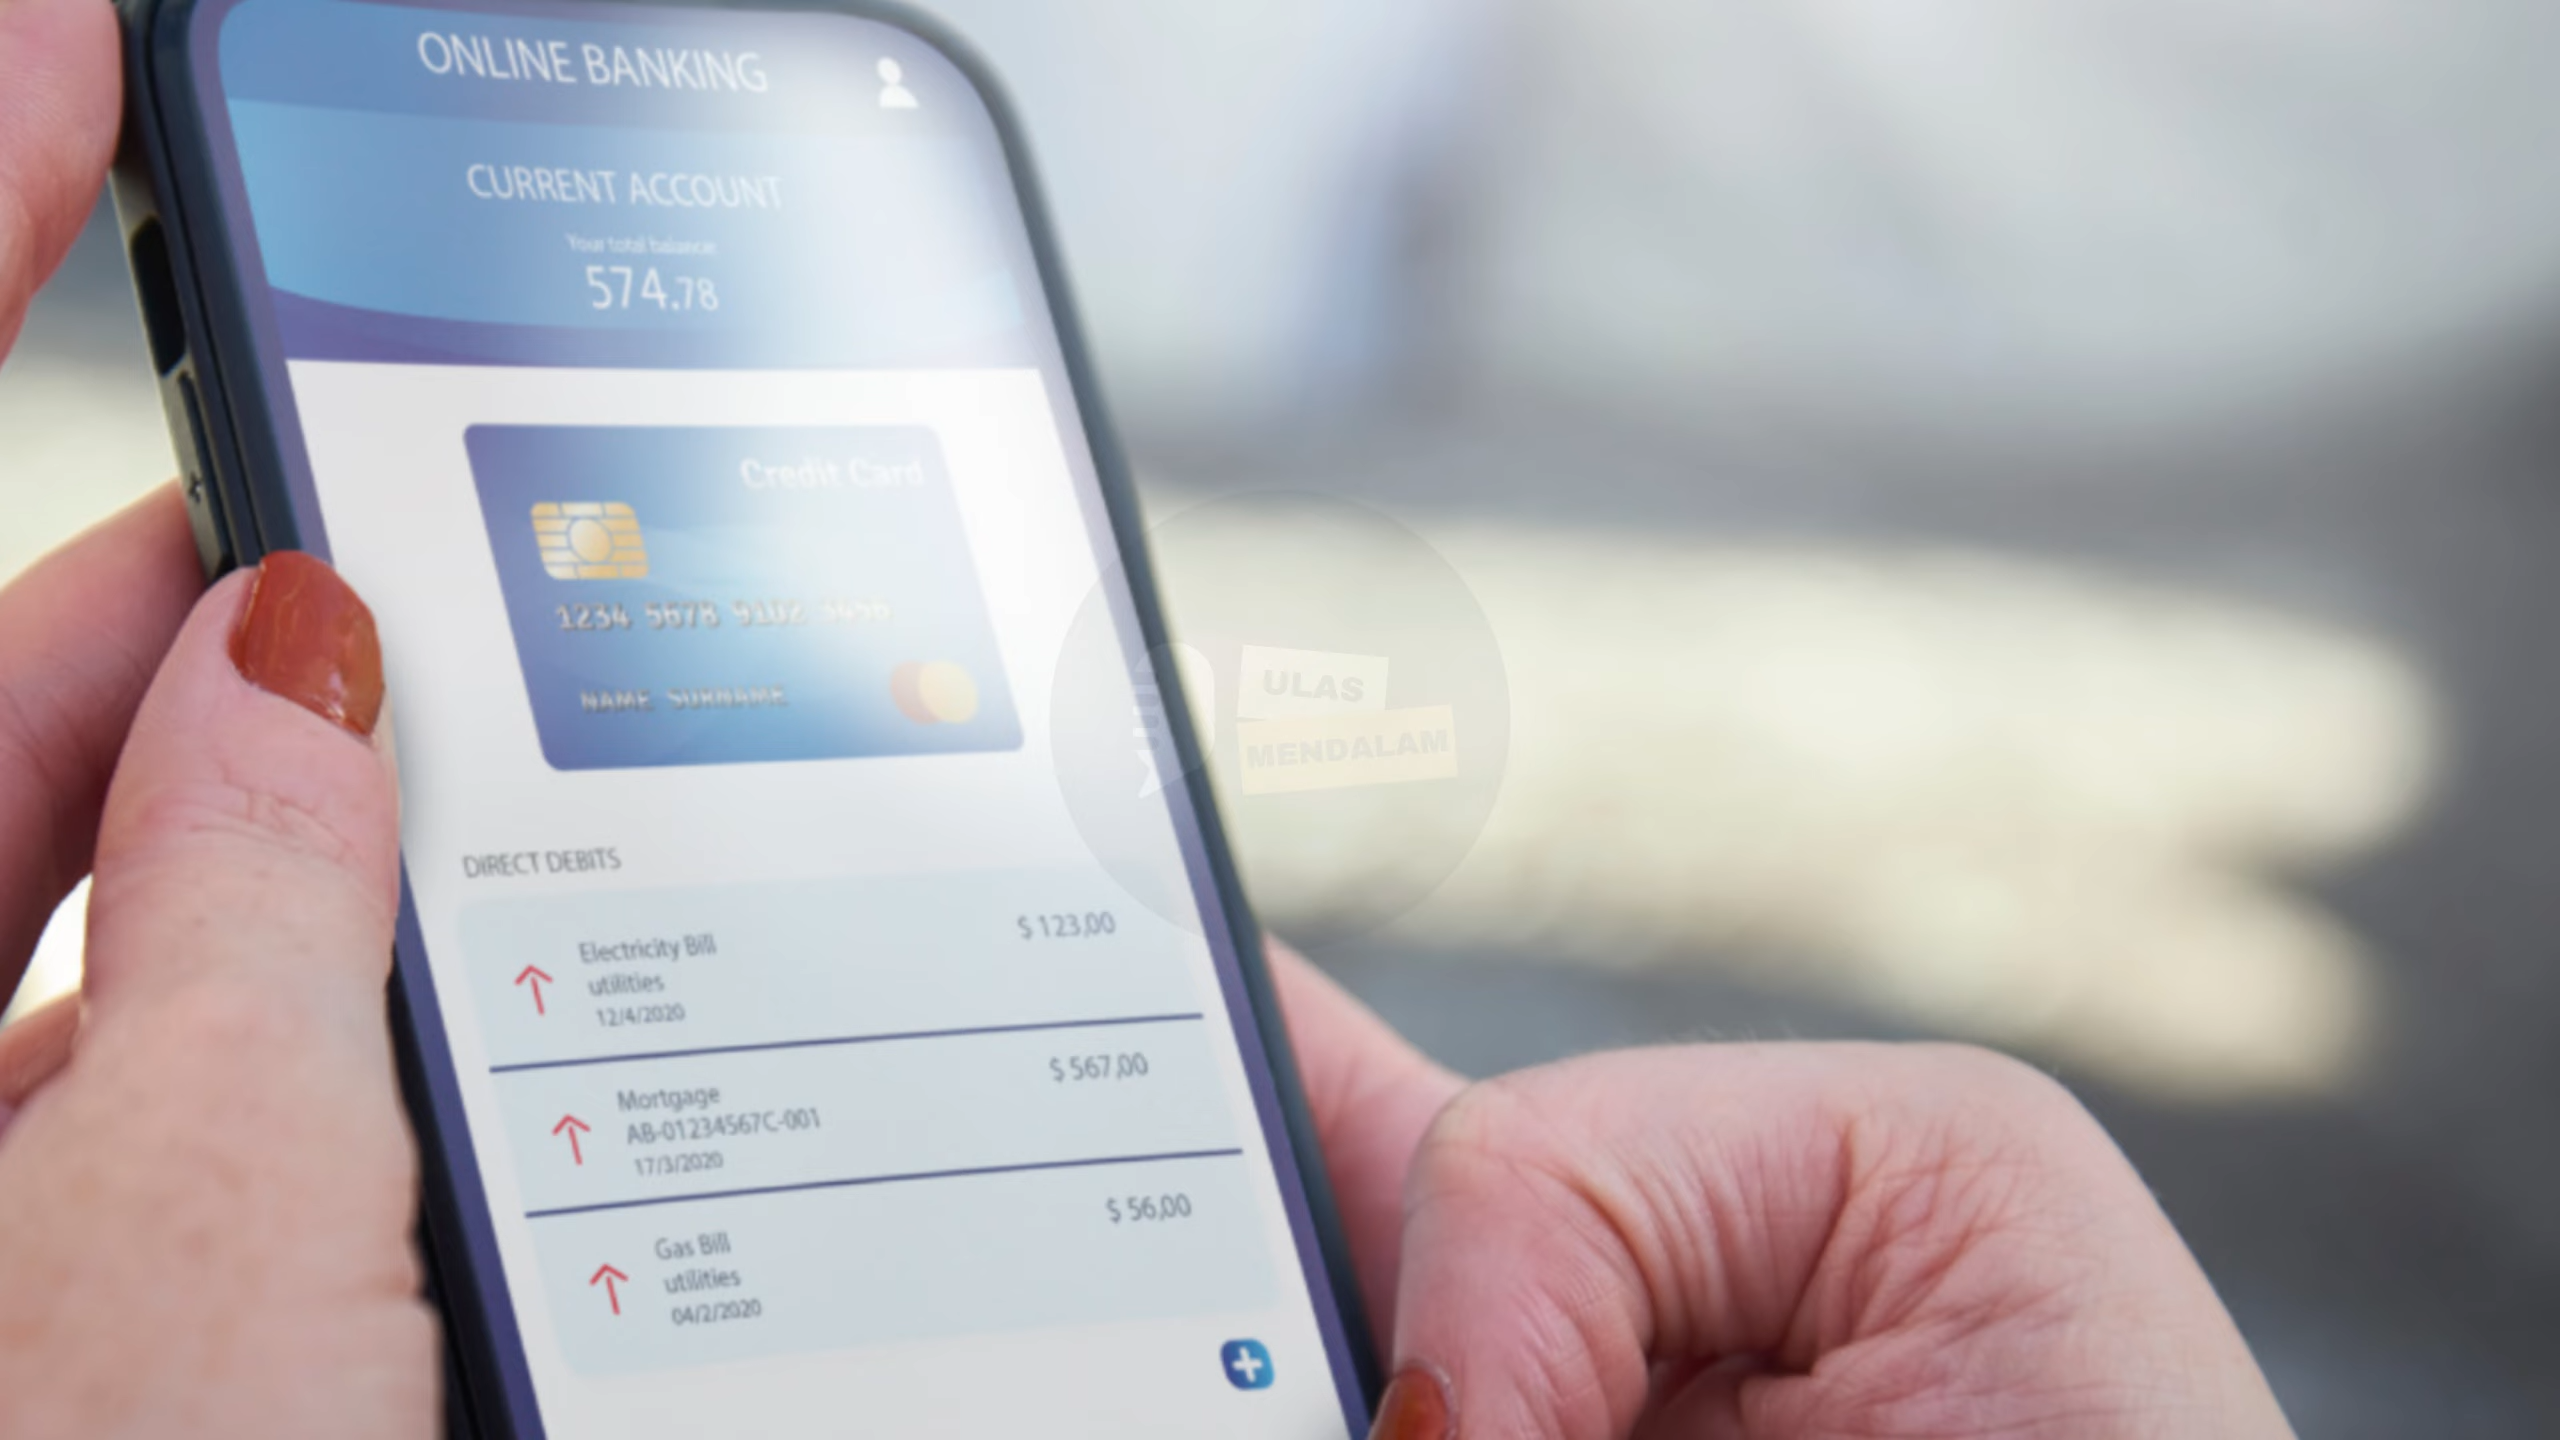 ONLINE BANKING
CURRENT ACCOUNT
Your total balance:
574.78
Credit Card
1234 5678 9102 3456
NAME SURNAME
ULAS
MENDALAM
DIRECT DEBITS
Electricity Bill
$ 123,00
utilities
12/4/2020
Mortgage
$ 567,00
AB-01234567C-001
17/3/2020
Gas Bill
$ 56,00
utilities
04/2/2020